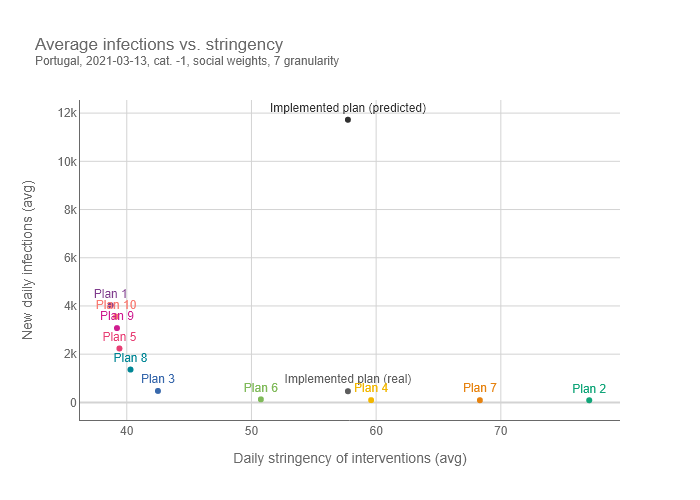 Average infections vs. stringency
Portugal, 2021-03-13, cat. -1, social weights, 7 granularity
Implemented plan (predicted)
12k
10k
8k
6k
4k
2k
0
New daily infections (avg)
Plan 1
Plan 10
Plan 9
Plan 5
Plan 8
Plan 3
Implemented plan (real)
Plan 6
Plan 4
Plan 7
Plan 2
40
50
60
70
Daily stringency of interventions (avg)